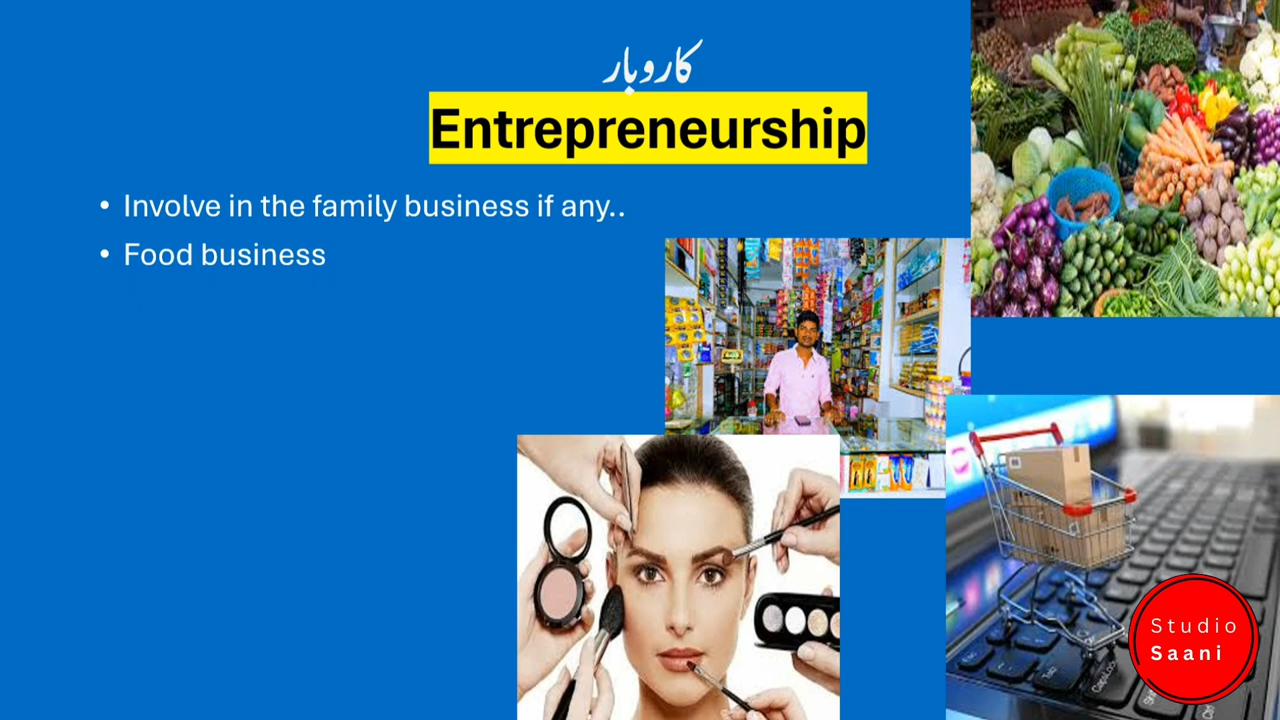 کاروبار
Entrepreneurship
• Involve in the family business if any..
• Food business
Studio
Saani